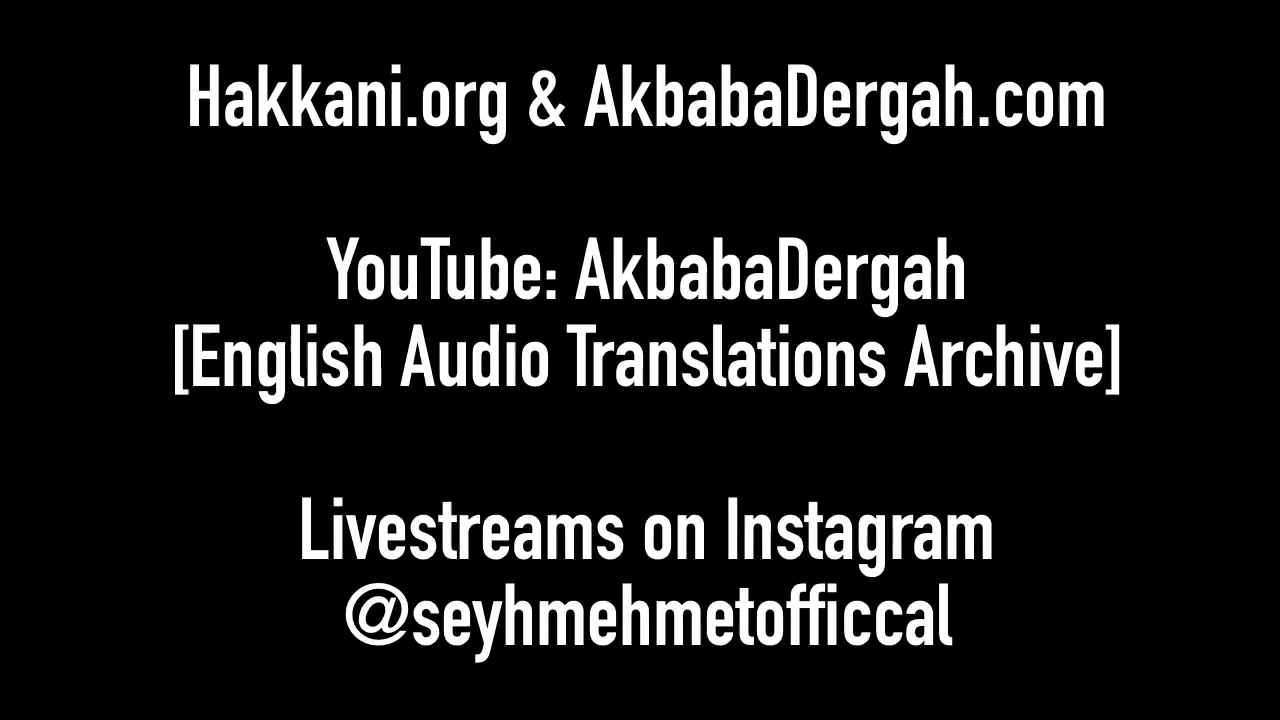 Hakkani.org & AkbabaDergah.com
YouTube: AkbabaDergah
[English Audio Translations Archive]
Livestreams on Instagram
@seyhmehmetofficcal